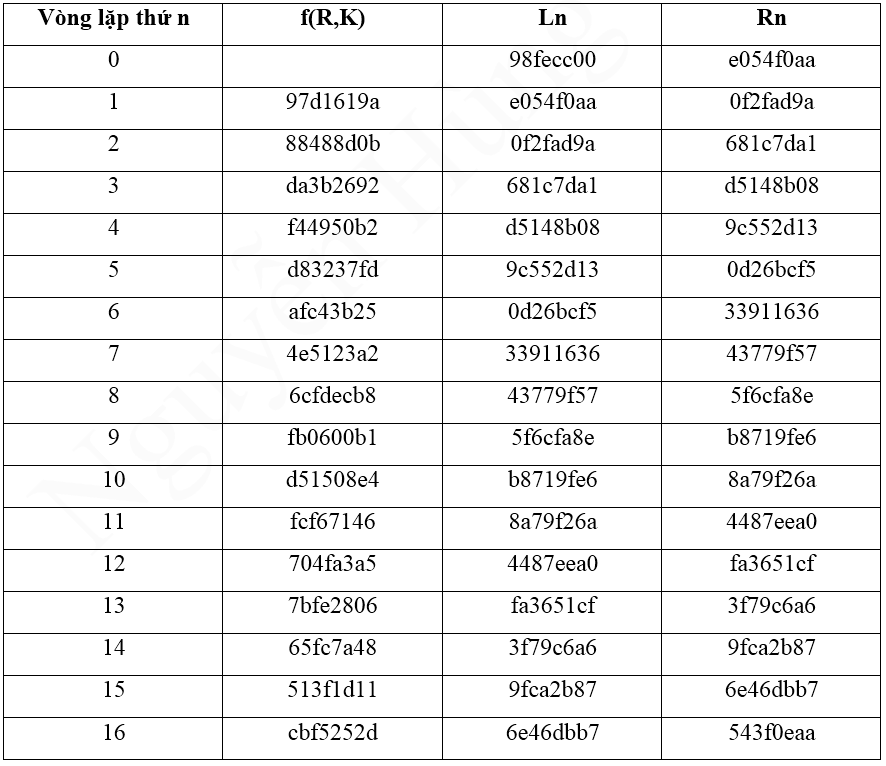 Vòng lặp thứ n f(R,K) Ln Rn
0 98fecc00 e054f0aa
1 97d1619a e054f0aa 0f2fad9a
2 88488d0b 0f2fad9a 681c7da1
3 da3b2692 681c7da1 d5148b08
4 f44950b2 d5148b08 9c552d13
5 d83237fd 9c552d13 0d26bcf5
6 afc43b25 0d26bcf5 33911636
7 4e5123a2 33911636 43779f57
8 6cfdecb8 43779f57 5f6cfa8e
9 fb0600b1 5f6cfa8e b8719fe6
10 d51508e4 b8719fe6 8a79f26a
11 fcf67146 8a79f26a 4487eea0
12 704fa3a5 4487eea0 fa3651cf
13 7bfe2806 fa3651cf 3f79c6a6
14 65fc7a48 3f79c6a6 9fca2b87
15 513f1d11 9fca2b87 6e46dbb7
16 cbf5252d 6e46dbb7 543f0eaa
Nguyễn Hùng